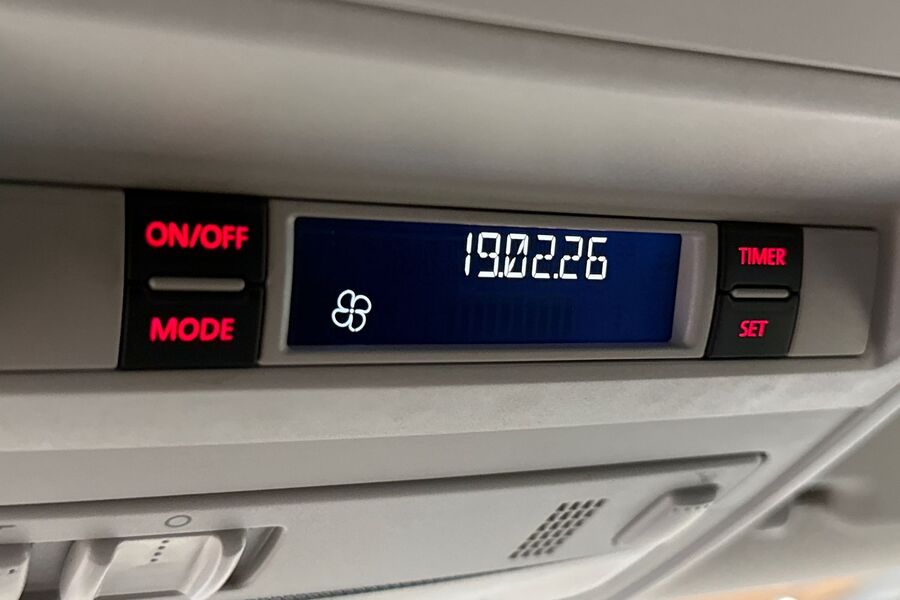 ON/OFF
MODE
19.02.26
TIMER
SET